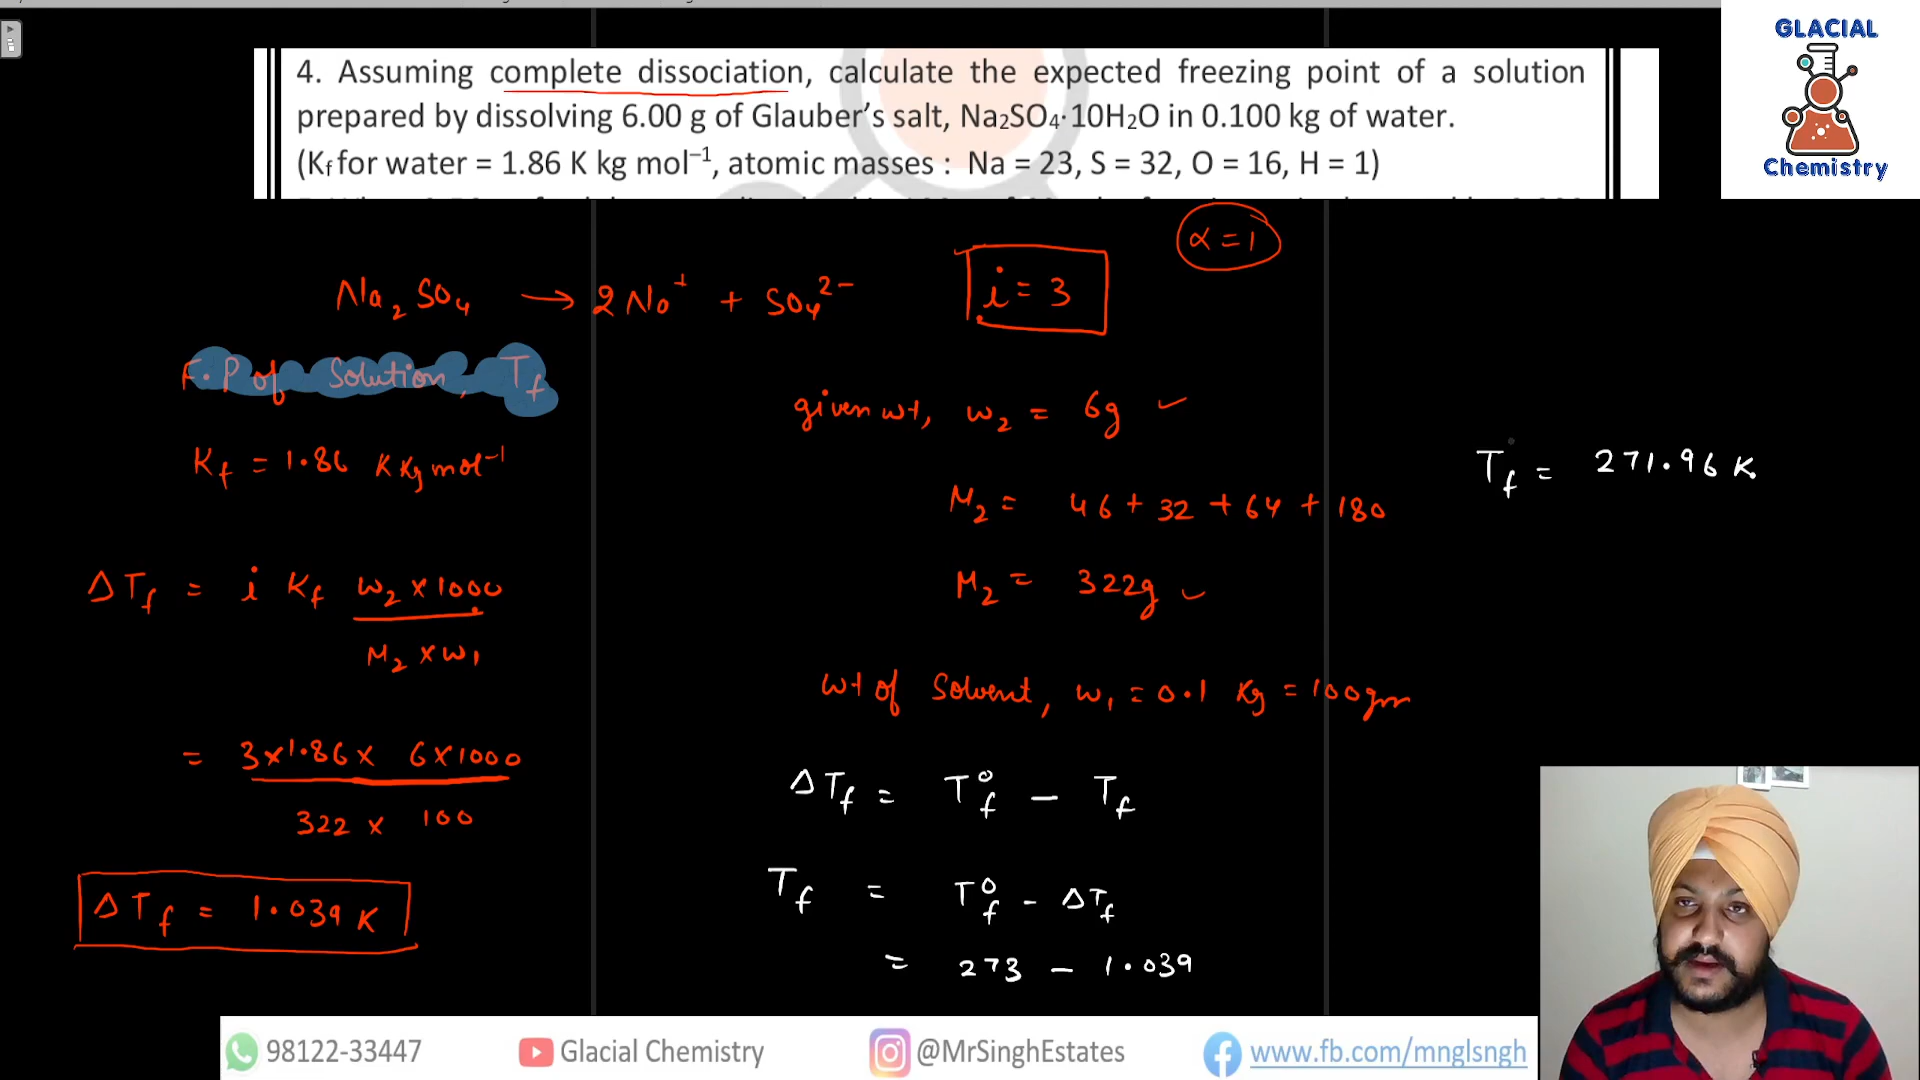 GLACIAL
Chemistry
4. Assuming complete dissociation, calculate the expected freezing point of a solution
prepared by dissolving 6.00 g of Glauber's salt, Na₂SO₄·10H₂O in 0.100 kg of water.
(Kf for water = 1.86 K kg mol⁻¹, atomic masses : Na = 23, S = 32, O = 16, H = 1)
α = 1
Na₂SO₄ → 2Na⁺ + SO₄²⁻
i = 3
F.P of Solution, Tf
Kf = 1.86 K Kg mol⁻¹
ΔTf = i Kf w₂ × 1000
M₂ × w₁
= 3×1.86× 6×1000
322 × 100
ΔTf = 1.039 K
given wt, w₂ = 6g ✓
M₂ = 46 + 32 + 64 + 180
M₂ = 322g ✓
wt of Solvent, w₁ = 0.1 Kg = 100gm
ΔTf = T°f − Tf
Tf = T°f - ΔTf
= 273 − 1.039
Tf = 271.96 K
98122-33447
Glacial Chemistry
@MrSinghEstates
www.fb.com/mnglsngh